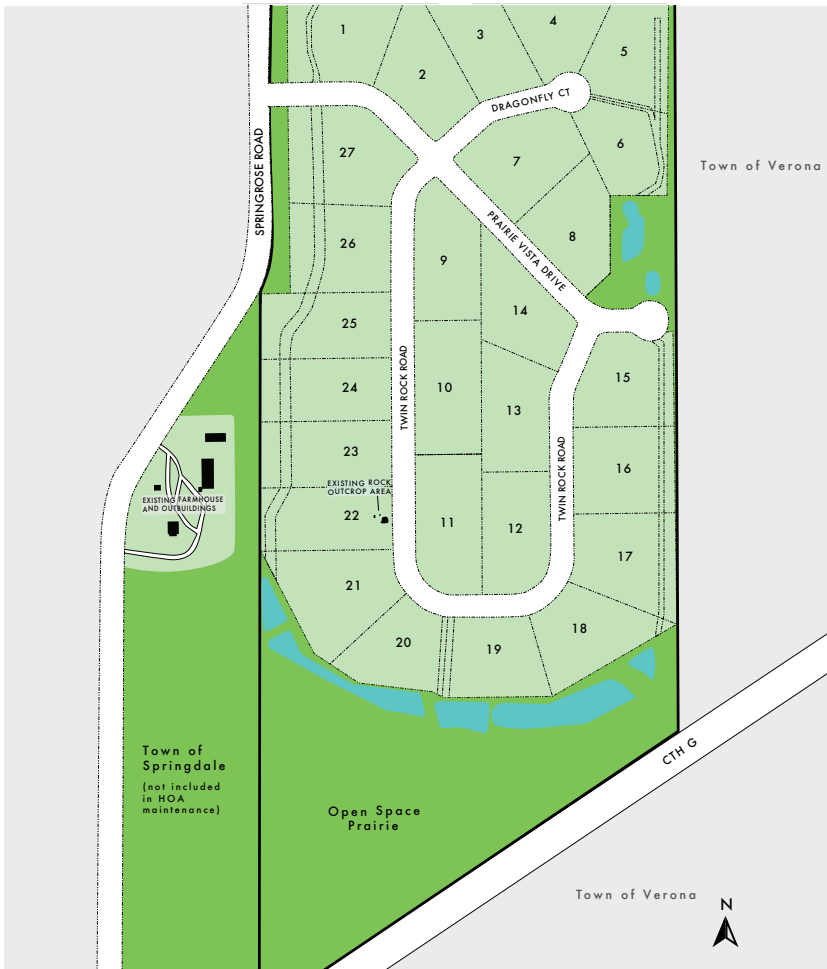 1
2
3
4
5
DRAGONFLY CT
6
7
27
SPRINGROSE ROAD
Town of Verona
26
9
PRAIRIE VISTA DRIVE
8
25
14
15
24
TWIN ROCK ROAD
10
13
23
16
TWIN ROCK ROAD
EXISTING ROCK
OUTCROP AREA
EXISTING FARMHOUSE
AND OUTBUILDINGS
22
11
12
17
21
20
19
18
Town of
Springdale
(not included
in HOA
maintenance)
CTH G
Open Space
Prairie
Town of Verona
N